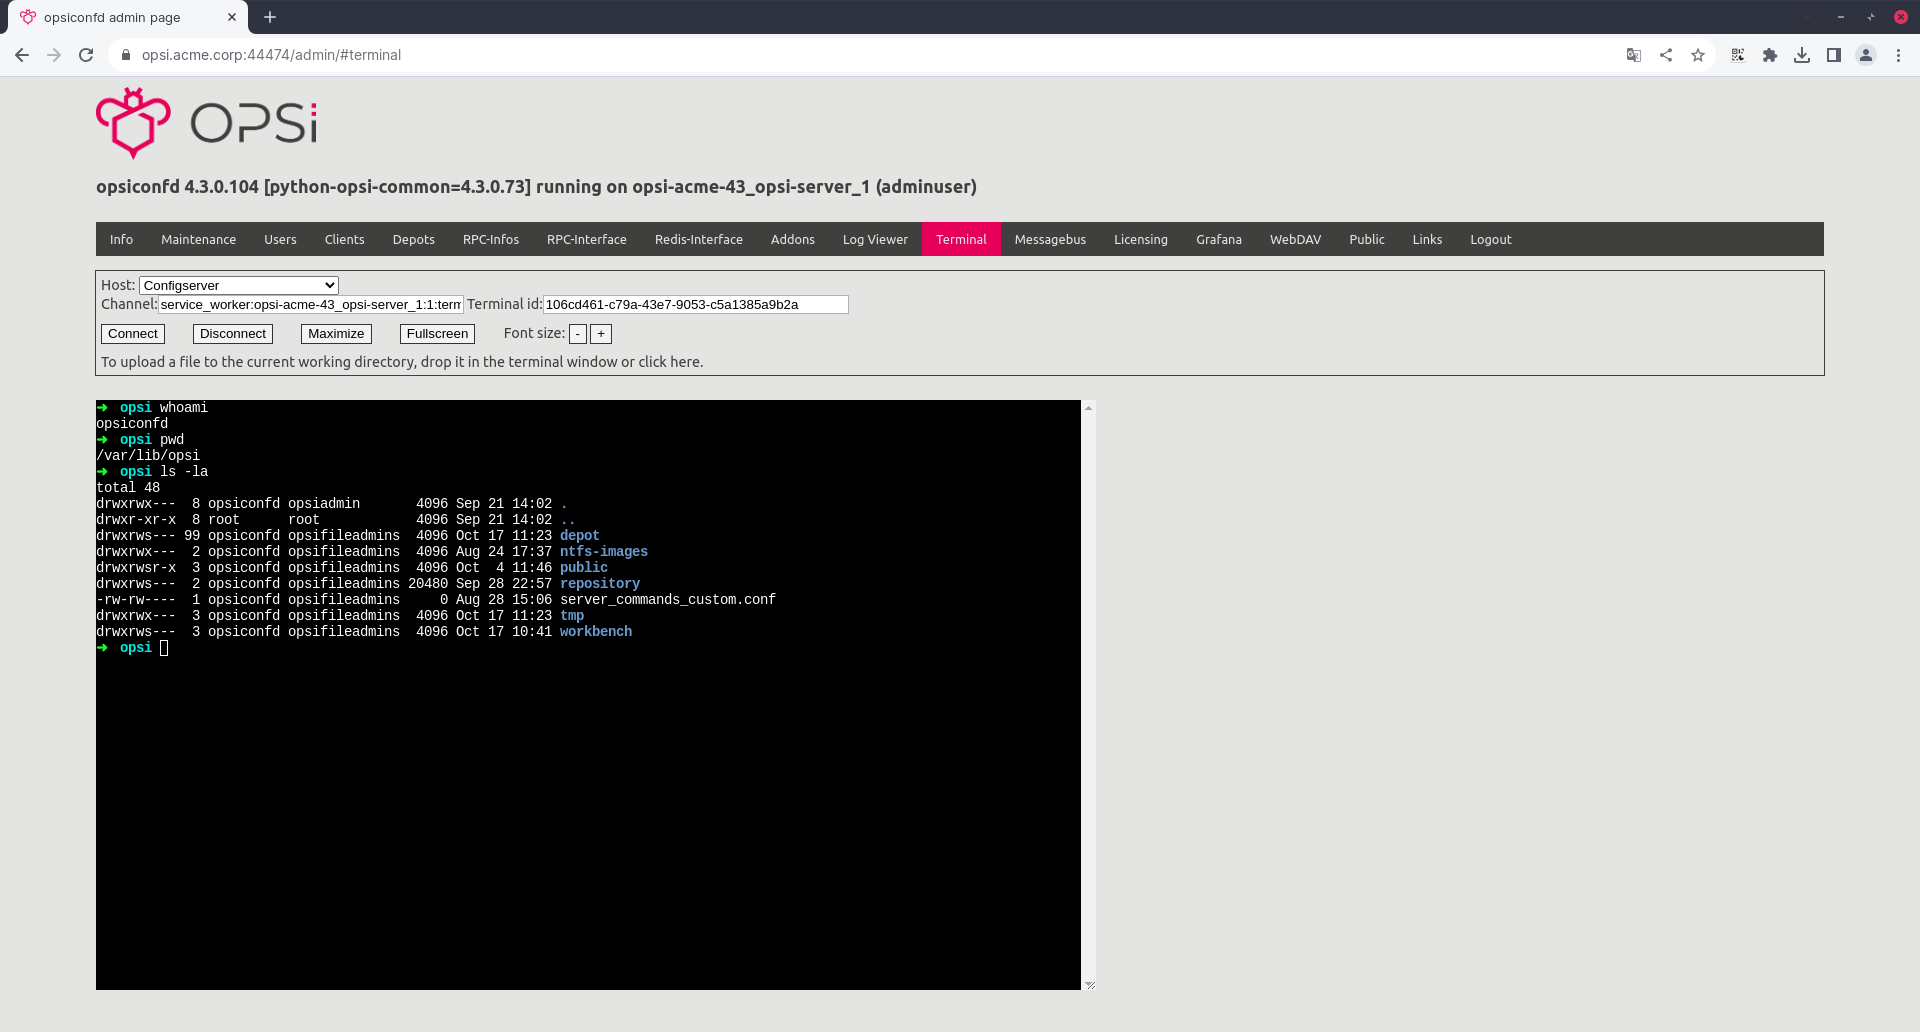 opsiconfd admin page
opsi.acme.corp:44474/admin/#terminal
OPSi
opsiconfd 4.3.0.104 [python-opsi-common=4.3.0.73] running on opsi-acme-43_opsi-server_1 (adminuser)
Info Maintenance Users Clients Depots RPC-Infos RPC-Interface Redis-Interface Addons Log Viewer Terminal Messagebus Licensing Grafana WebDAV Public Links Logout
Host: Configserver
Channel: service_worker:opsi-acme-43_opsi-server_1:1:term Terminal id: 106cd461-c79a-43e7-9053-c5a1385a9b2a
Connect Disconnect Maximize Fullscreen Font size: - +
To upload a file to the current working directory, drop it in the terminal window or click here.
➜  opsi whoami
opsiconfd
➜  opsi pwd
/var/lib/opsi
➜  opsi ls -la
total 48
drwxrwx---  8 opsiconfd opsiadmin       4096 Sep 21 14:02 .
drwxr-xr-x  8 root      root            4096 Sep 21 14:02 ..
drwxrws--- 99 opsiconfd opsifileadmins  4096 Oct 17 11:23 depot
drwxrwx---  2 opsiconfd opsifileadmins  4096 Aug 24 17:37 ntfs-images
drwxrwsr-x  3 opsiconfd opsifileadmins  4096 Oct  4 11:46 public
drwxrws---  2 opsiconfd opsifileadmins 20480 Sep 28 22:57 repository
-rw-rw----  1 opsiconfd opsifileadmins     0 Aug 28 15:06 server_commands_custom.conf
drwxrwx---  3 opsiconfd opsifileadmins  4096 Oct 17 11:23 tmp
drwxrws---  3 opsiconfd opsifileadmins  4096 Oct 17 10:41 workbench
➜  opsi